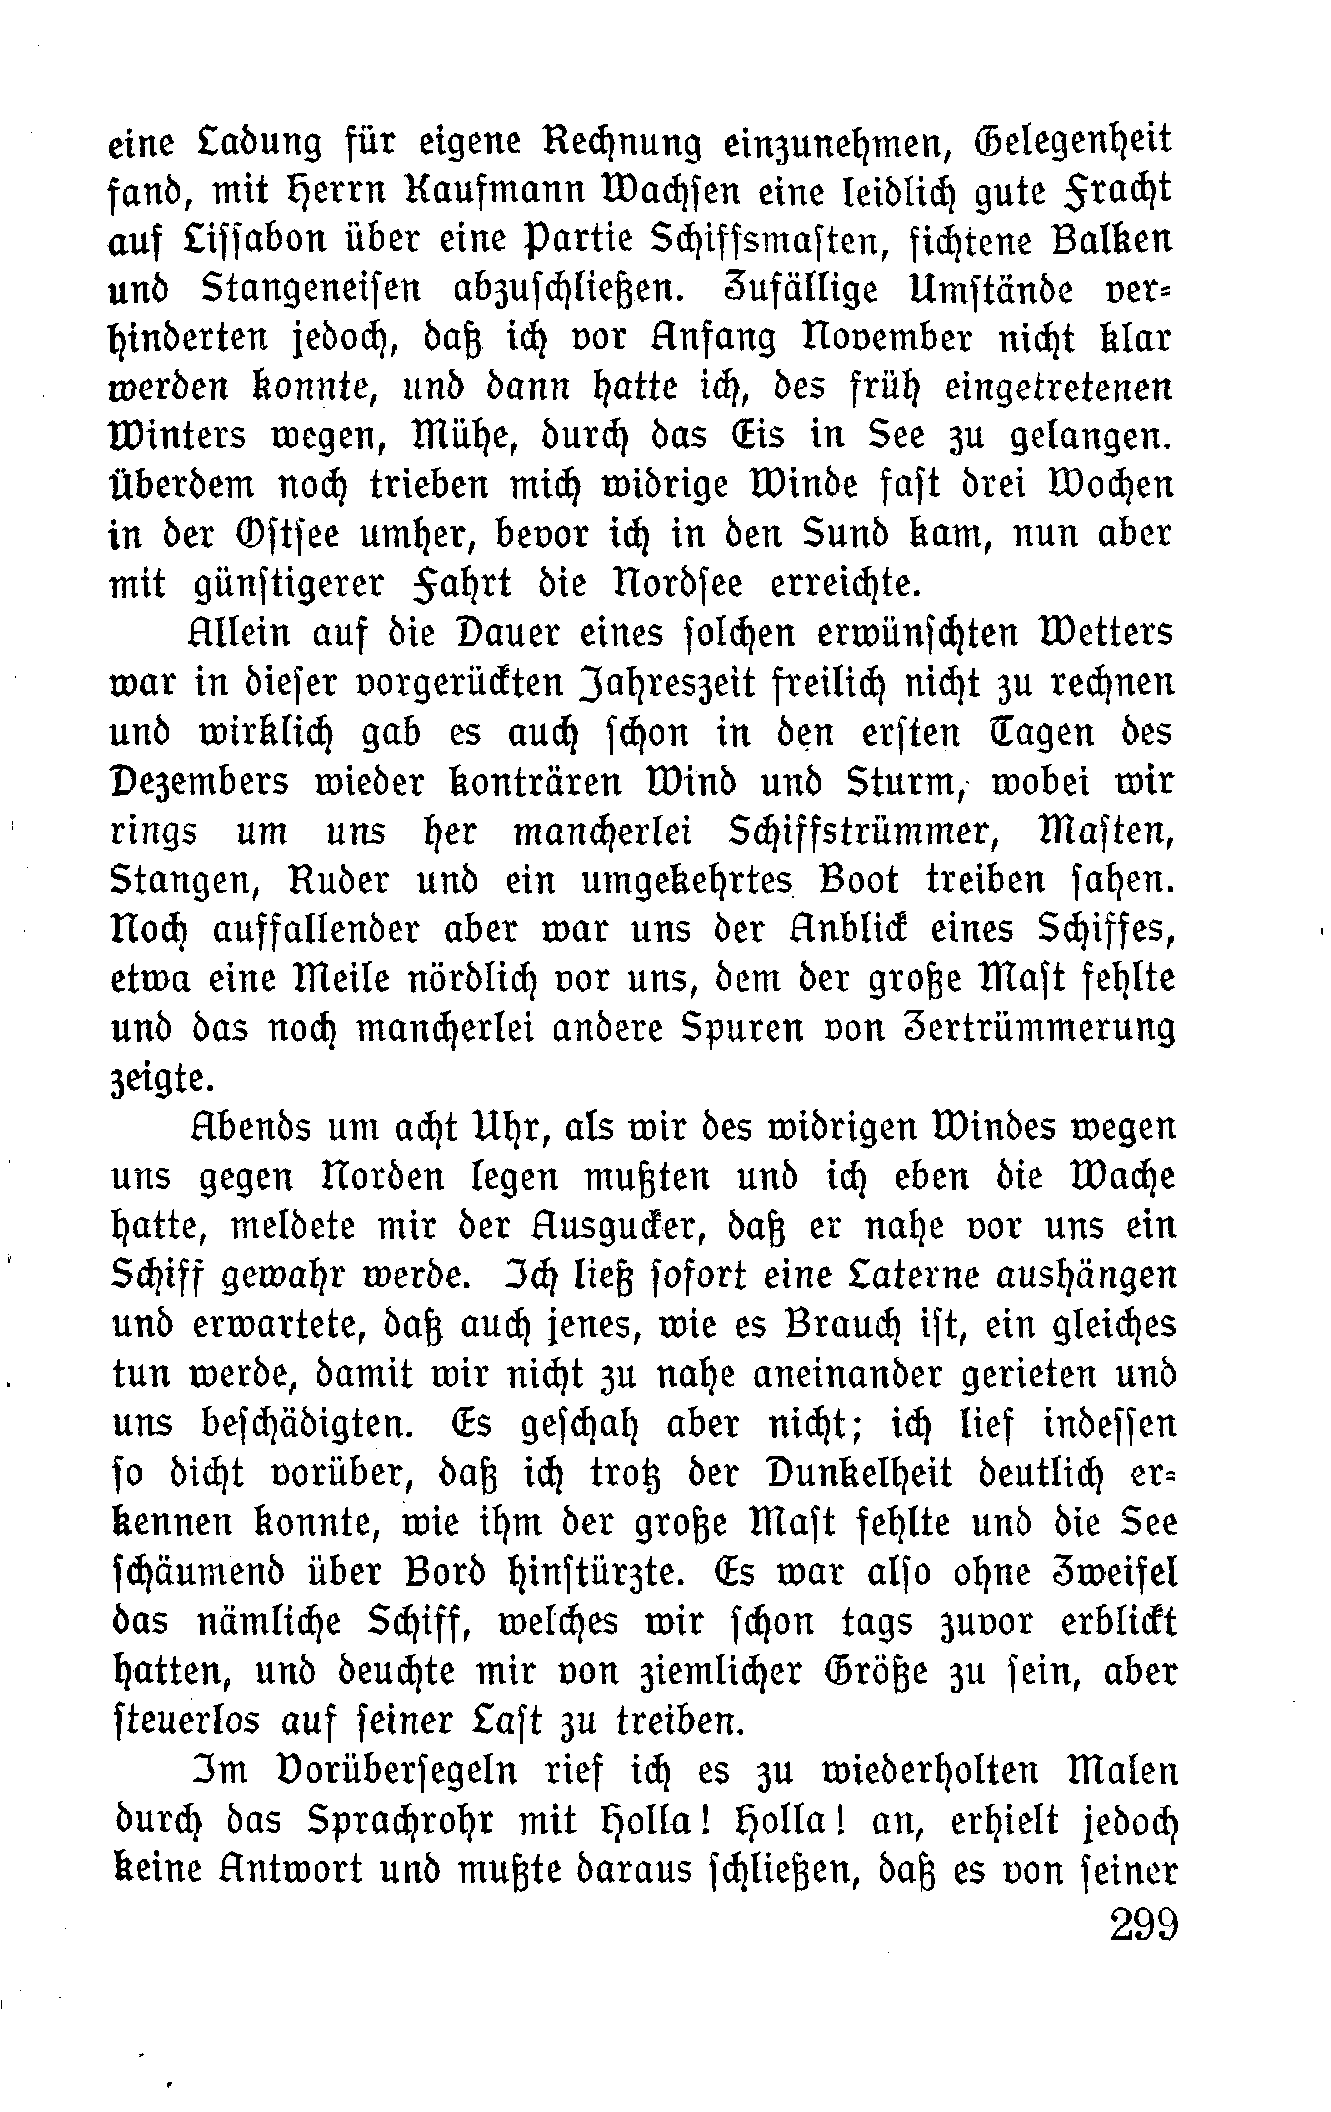 eine Ladung für eigene Rechnung einzunehmen, Gelegenheit
fand, mit Herrn Kaufmann Wachsen eine leidlich gute Fracht
auf Lissabon über eine Partie Schiffsmasten, fichtene Balken
und Stangeneisen abzuschließen. Zufällige Umstände ver-
hinderten jedoch, daß ich vor Anfang November nicht klar
werden konnte, und dann hatte ich, des früh eingetretenen
Winters wegen, Mühe, durch das Eis in See zu gelangen.
Überdem noch trieben mich widrige Winde fast drei Wochen
in der Ostsee umher, bevor ich in den Sund kam, nun aber
mit günstigerer Fahrt die Nordsee erreichte.
Allein auf die Dauer eines solchen erwünschten Wetters
war in dieser vorgerückten Jahreszeit freilich nicht zu rechnen
und wirklich gab es auch schon in den ersten Tagen des
Dezembers wieder konträren Wind und Sturm, wobei wir
rings um uns her mancherlei Schiffstrümmer, Masten,
Stangen, Ruder und ein umgekehrtes Boot treiben sahen.
Noch auffallender aber war uns der Anblick eines Schiffes,
etwa eine Meile nördlich vor uns, dem der große Mast fehlte
und das noch mancherlei andere Spuren von Zertrümmerung
zeigte.
Abends um acht Uhr, als wir des widrigen Windes wegen
uns gegen Norden legen mußten und ich eben die Wache
hatte, meldete mir der Ausgucker, daß er nahe vor uns ein
Schiff gewahr werde. Ich ließ sofort eine Laterne aushängen
und erwartete, daß auch jenes, wie es Brauch ist, ein gleiches
tun werde, damit wir nicht zu nahe aneinander gerieten und
uns beschädigten. Es geschah aber nicht; ich lief indessen
so dicht vorüber, daß ich trotz der Dunkelheit deutlich er-
kennen konnte, wie ihm der große Mast fehlte und die See
schäumend über Bord hinstürzte. Es war also ohne Zweifel
das nämliche Schiff, welches wir schon tags zuvor erblickt
hatten, und deuchte mir von ziemlicher Größe zu sein, aber
steuerlos auf seiner Last zu treiben.
Im Vorübersegeln rief ich es zu wiederholten Malen
durch das Sprachrohr mit Holla! Holla! an, erhielt jedoch
keine Antwort und mußte daraus schließen, daß es von seiner
299